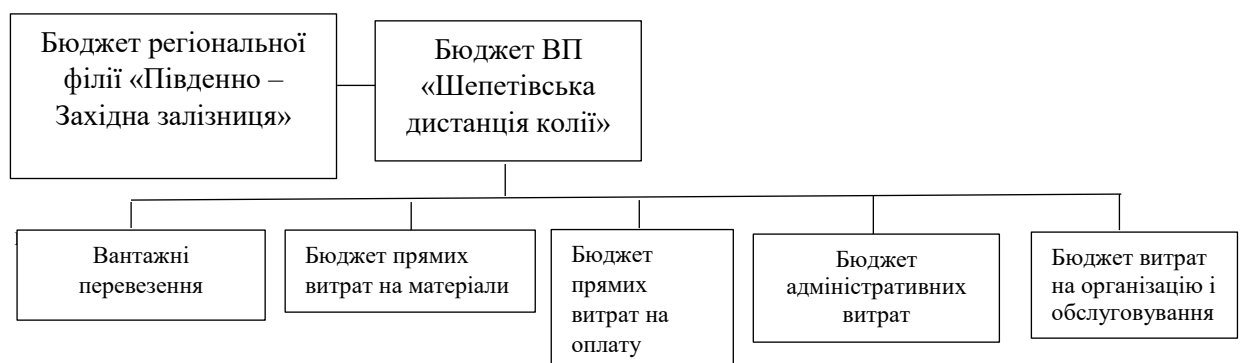 Бюджет регіональної
філії «Південно –
Західна залізниця»
Бюджет ВП
«Шепетівська
дистанція колії»
Вантажні
перевезення
Бюджет прямих
витрат на матеріали
Бюджет
прямих
витрат на
оплату
Бюджет
адміністративних
витрат
Бюджет витрат
на організацію і
обслуговування